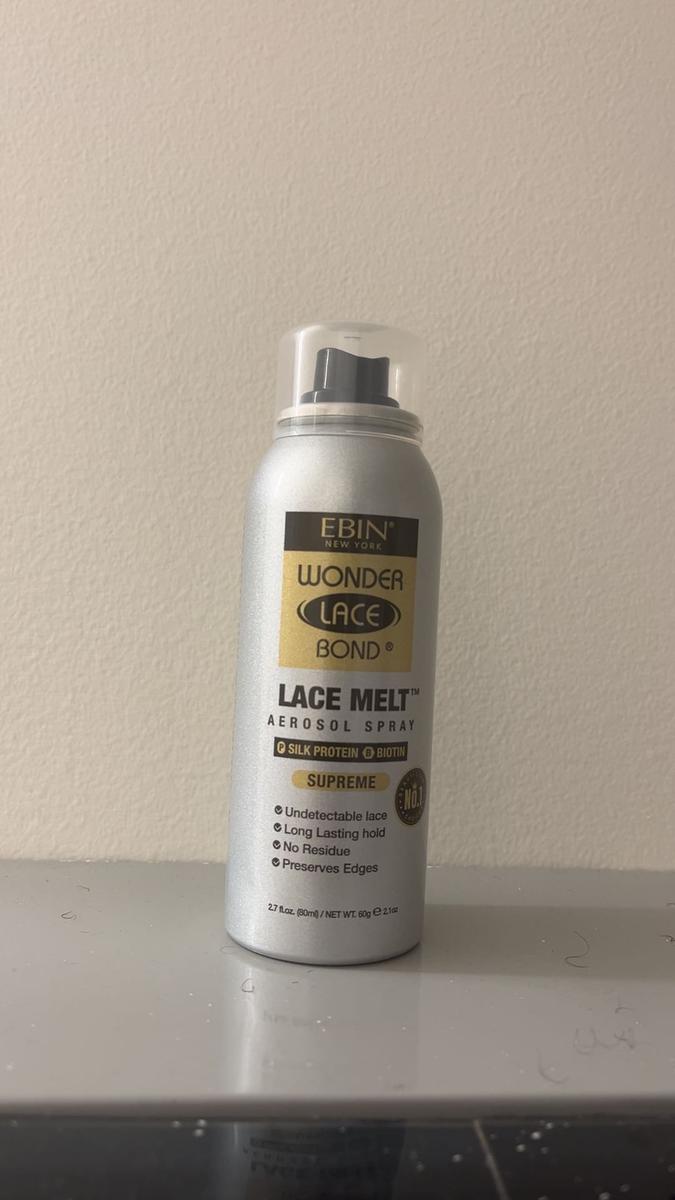 EBIN®
NEW YORK
WONDER
LACE
BOND®
LACE MELT™
AEROSOL SPRAY
P SILK PROTEIN B BIOTIN
SUPREME
NO.1
Undetectable lace
Long Lasting hold
No Residue
Preserves Edges
2.7 fl.oz. (80ml) / NET WT. 60g ℮ 2.1oz